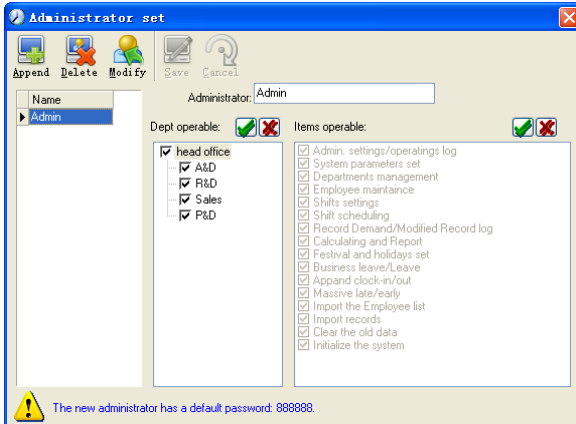 Administrator set
Append Delete Modify Save Cancel
Name
Admin
Administrator: Admin
Dept operable:
head office
A&D
R&D
Sales
P&D
Items operable:
Admin. settings/operatings log
System parameters set
Departments management
Employee maintaince
Shifts settings
Shift scheduling
Record Demand/Modified Record log
Calculating and Report
Festival and holidays set
Business leave/Leave
Appand clock-in/out
Massive late/early
Import the Employee list
Import records
Clear the old data
Initialize the system
The new administrator has a default password: 888888.